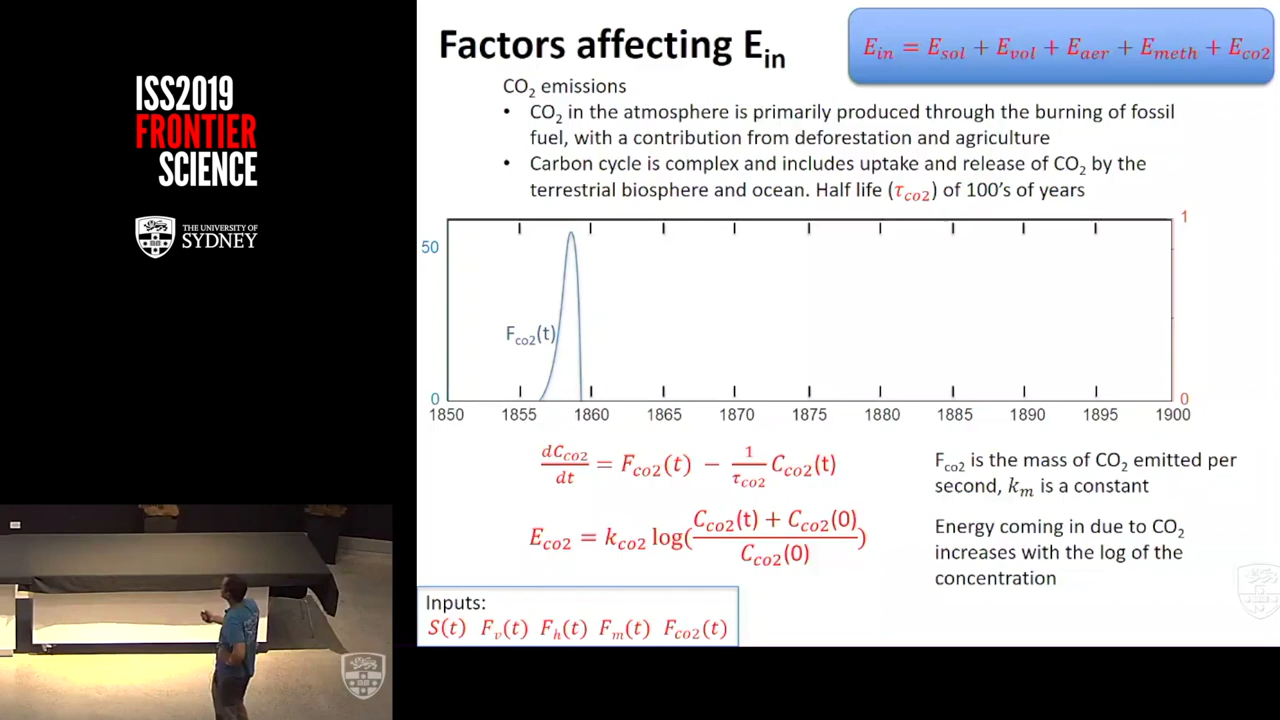 ISS2019
FRONTIER
SCIENCE
THE UNIVERSITY OF
SYDNEY
Factors affecting E_in
E_in = E_sol + E_vol + E_aer + E_meth + E_co2
CO₂ emissions
• CO₂ in the atmosphere is primarily produced through the burning of fossil
fuel, with a contribution from deforestation and agriculture
• Carbon cycle is complex and includes uptake and release of CO₂ by the
terrestrial biosphere and ocean. Half life (τ_co2) of 100's of years
1
50
F_co2(t)
0
0
1850 1855 1860 1865 1870 1875 1880 1885 1890 1895 1900
dC_co2/dt = F_co2(t) − 1/τ_co2 C_co2(t)
E_co2 = k_co2 log((C_co2(t) + C_co2(0))/C_co2(0))
F_co2 is the mass of CO₂ emitted per
second, k_m is a constant
Energy coming in due to CO₂
increases with the log of the
concentration
Inputs:
S(t) F_v(t) F_h(t) F_m(t) F_co2(t)